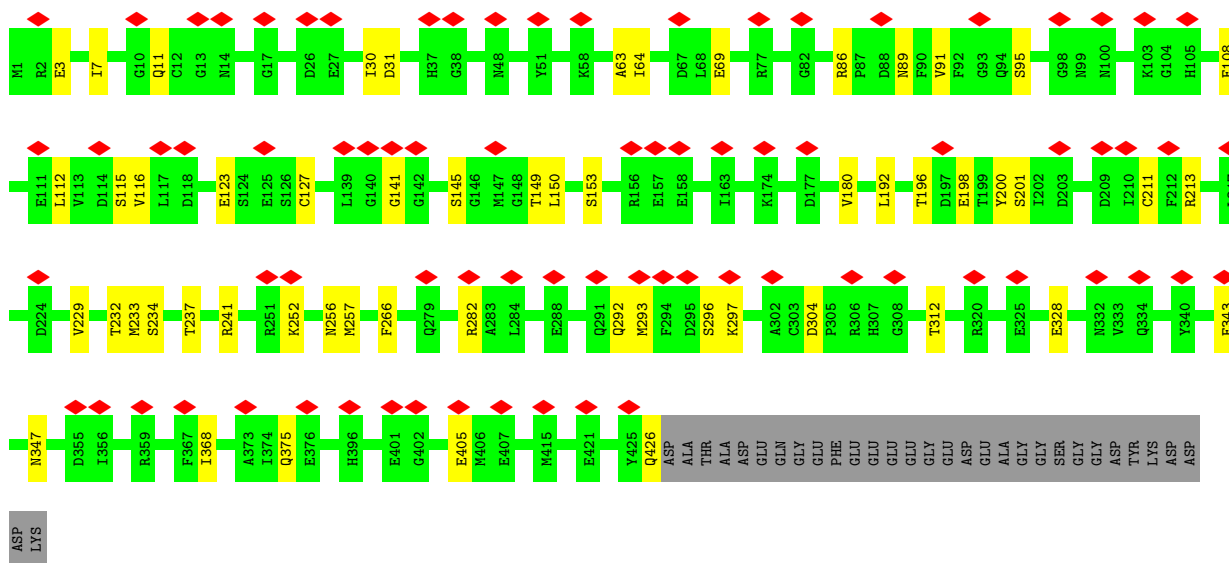 M1 R2 E3 I7 G10 Q11 C12 G13 N14 G17 D26 E27 I30 D31 H37 G38 N48 Y51 K58 A63 I64 D67 L68 E69 R77 G82 R86 P87 D88 N89 F90 V91 F92 G93 Q94 S95 G98 N99 N100 K103 G104 H105
E111 L112 V113 D114 S115 V116 L117 D118 E123 S124 E125 S126 C127 L139 G140 G141 G142 S145 G146 M147 G148 T149 L150 S153 R156 E157 E158 I163 K174 D177 V180 L192 T196 D197 E198 T199 Y200 S201 I202 D203 D209 I210 C211 F212 R213
D224 V229 T232 M233 S234 T237 R241 R251 K252 N256 M257 F266 Q279 R282 A283 L284 E288 Q291 Q292 M293 F294 D295 S296 K297 A302 C303 D304 P305 R306 H307 G308 T312 R320 E325 E328 N332 V333 Q334 Y340
N347 D355 I356 R359 F367 I368 A373 I374 Q375 E376 H396 E401 G402 E405 M406 E407 M415 E421 Y425 Q426 ASP ALA THR ALA ASP GLU GLN GLY GLU GLU PHE GLU GLU GLU GLU GLY GLU ASP GLU ALA GLY GLY SER GLY GLY ASP TYR LYS ASP ASP
ASP LYS